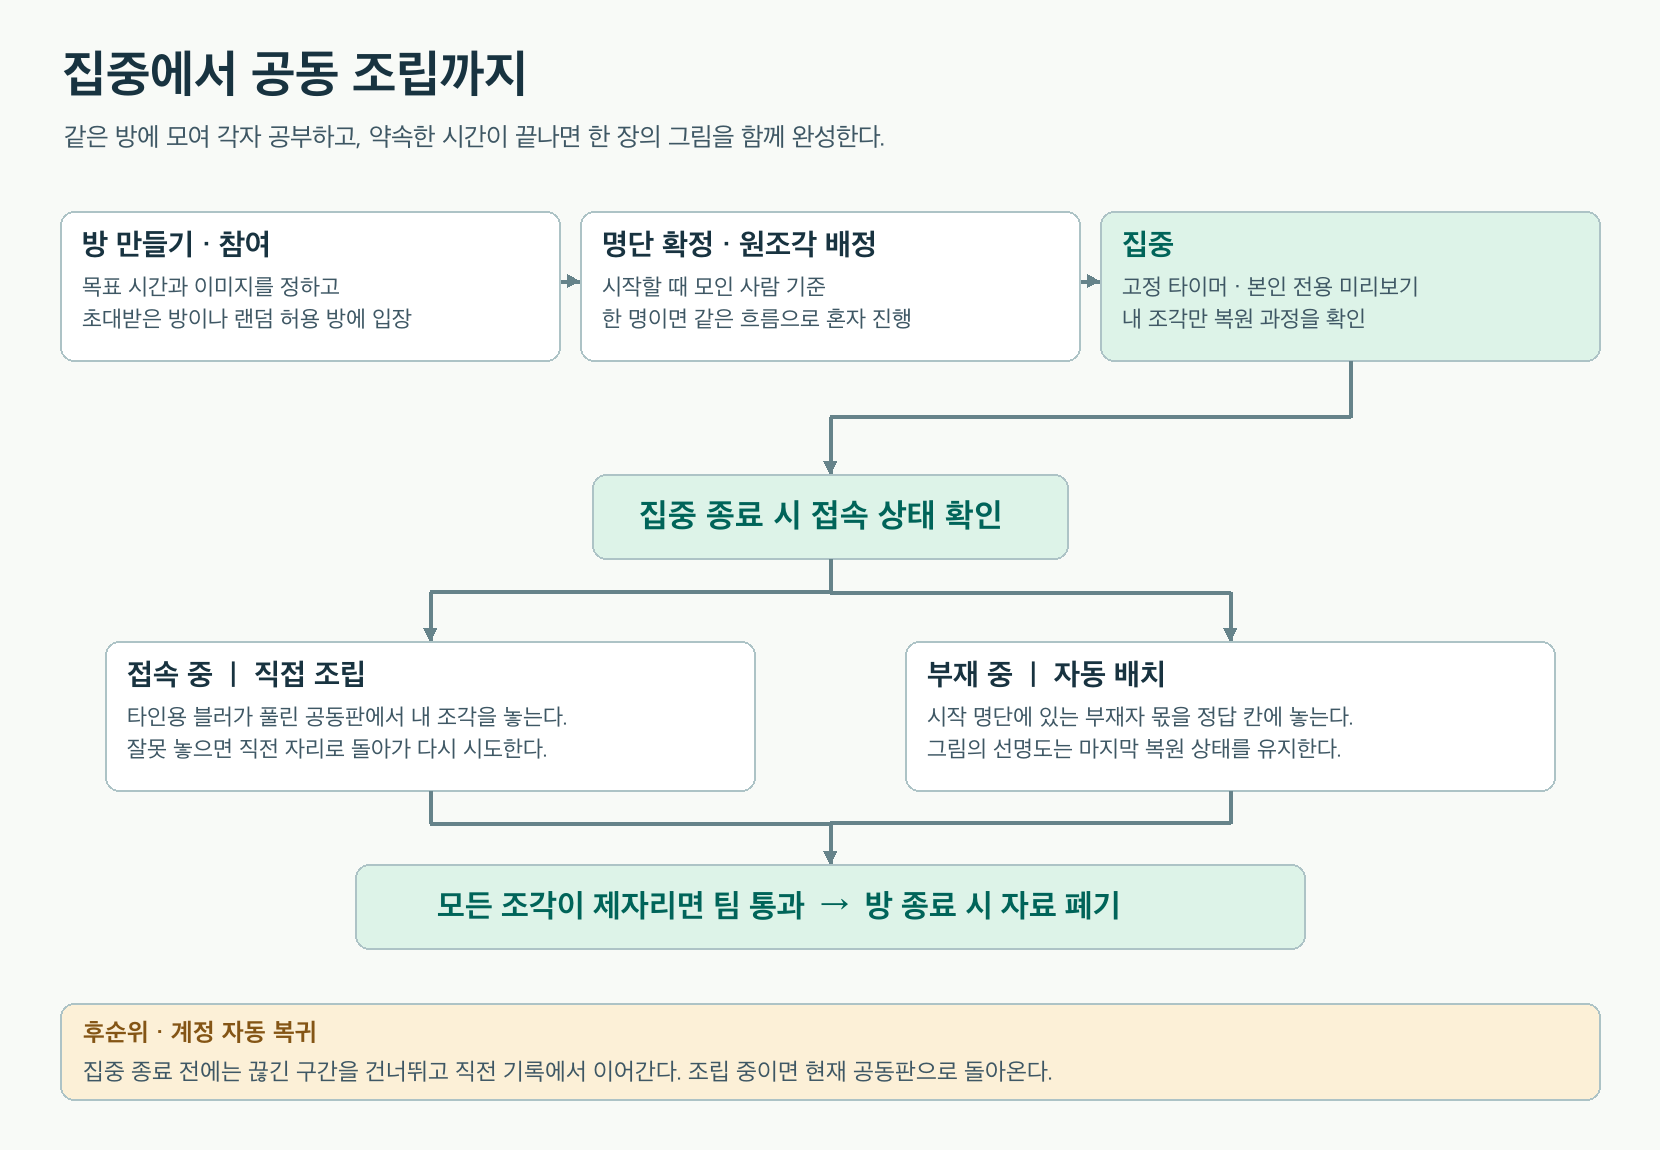 집중에서 공동 조립까지
같은 방에 모여 각자 공부하고, 약속한 시간이 끝나면 한 장의 그림을 함께 완성한다.
방 만들기 · 참여
목표 시간과 이미지를 정하고
초대받은 방이나 랜덤 허용 방에 입장
명단 확정 · 원조각 배정
시작할 때 모인 사람 기준
한 명이면 같은 흐름으로 혼자 진행
집중
고정 타이머 · 본인 전용 미리보기
내 조각만 복원 과정을 확인
집중 종료 시 접속 상태 확인
접속 중 | 직접 조립
타인용 블러가 풀린 공동판에서 내 조각을 놓는다.
잘못 놓으면 직전 자리로 돌아가 다시 시도한다.
부재 중 | 자동 배치
시작 명단에 있는 부재자 몫을 정답 칸에 놓는다.
그림의 선명도는 마지막 복원 상태를 유지한다.
모든 조각이 제자리면 팀 통과 → 방 종료 시 자료 폐기
후순위 · 계정 자동 복귀
집중 종료 전에는 끊긴 구간을 건너뛰고 직전 기록에서 이어간다. 조립 중이면 현재 공동판으로 돌아온다.